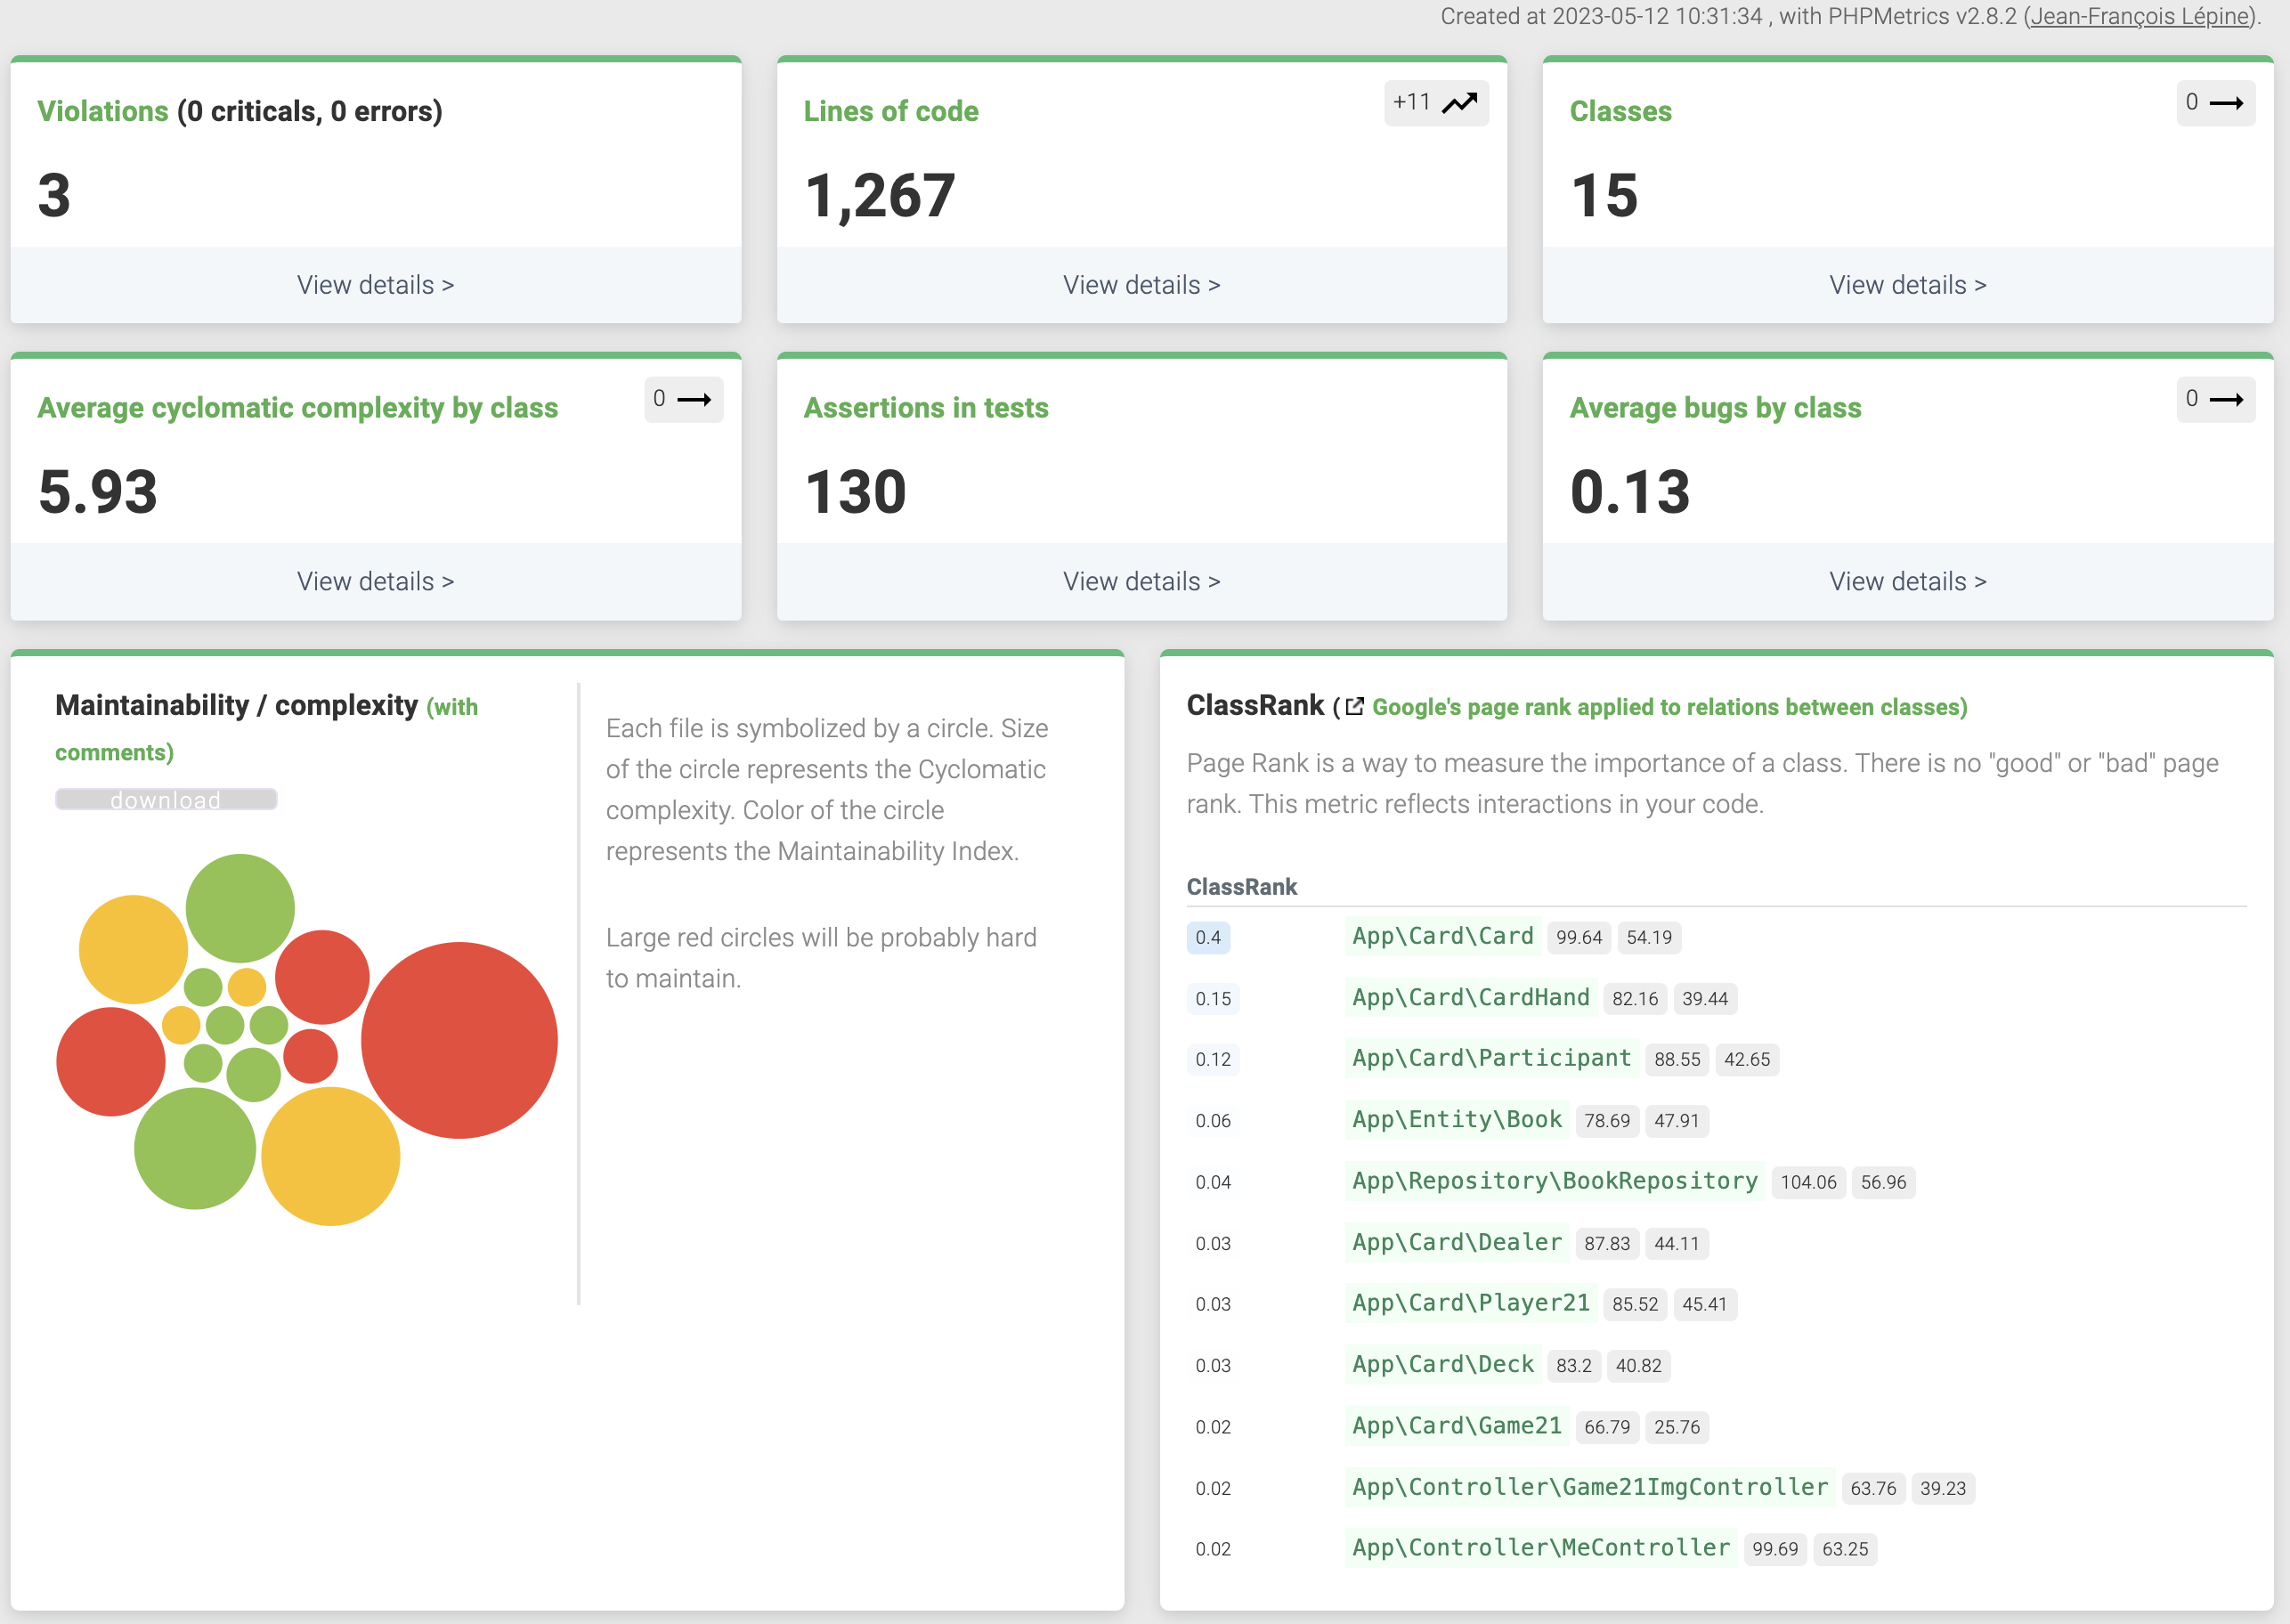 Created at 2023-05-12 10:31:34 , with PHPMetrics v2.8.2 (Jean-François Lépine).
Violations (0 criticals, 0 errors)
3
View details >
Lines of code
+11
1,267
View details >
Classes
0
15
View details >
Average cyclomatic complexity by class
0
5.93
View details >
Assertions in tests
130
View details >
Average bugs by class
0
0.13
View details >
Maintainability / complexity (with
comments)
download
Each file is symbolized by a circle. Size
of the circle represents the Cyclomatic
complexity. Color of the circle
represents the Maintainability Index.
Large red circles will be probably hard
to maintain.
ClassRank ( Google's page rank applied to relations between classes)
Page Rank is a way to measure the importance of a class. There is no "good" or "bad" page
rank. This metric reflects interactions in your code.
ClassRank
0.4 App\Card\Card 99.64 54.19
0.15 App\Card\CardHand 82.16 39.44
0.12 App\Card\Participant 88.55 42.65
0.06 App\Entity\Book 78.69 47.91
0.04 App\Repository\BookRepository 104.06 56.96
0.03 App\Card\Dealer 87.83 44.11
0.03 App\Card\Player21 85.52 45.41
0.03 App\Card\Deck 83.2 40.82
0.02 App\Card\Game21 66.79 25.76
0.02 App\Controller\Game21ImgController 63.76 39.23
0.02 App\Controller\MeController 99.69 63.25